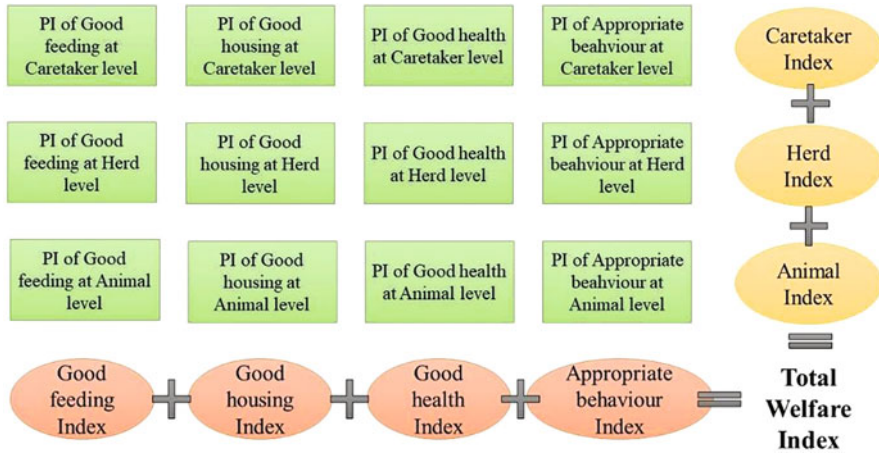 PI of Good
feeding at
Caretaker level
PI of Good
housing at
Caretaker level
PI of Good health
at Caretaker level
PI of Appropriate
beahviour at
Caretaker level
Caretaker
Index
PI of Good
feeding at Herd
level
PI of Good
housing at Herd
level
PI of Good health
at Herd level
PI of Appropriate
beahviour at Herd
level
Herd
Index
PI of Good
feeding at Animal
level
PI of Good
housing at
Animal level
PI of Good health
at Animal level
PI of Appropriate
beahviour at
Animal level
Animal
Index
Good
feeding
Index
Good
housing
Index
Good
health
Index
Appropriate
behaviour
Index
Total
Welfare
Index